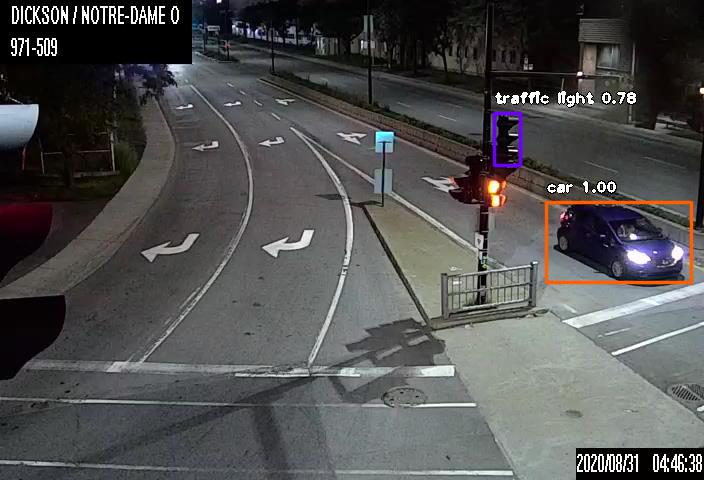 DICKSON / NOTRE-DAME O
971-509
traffic light 0.78
car 1.00
2020/08/31 04:46:38